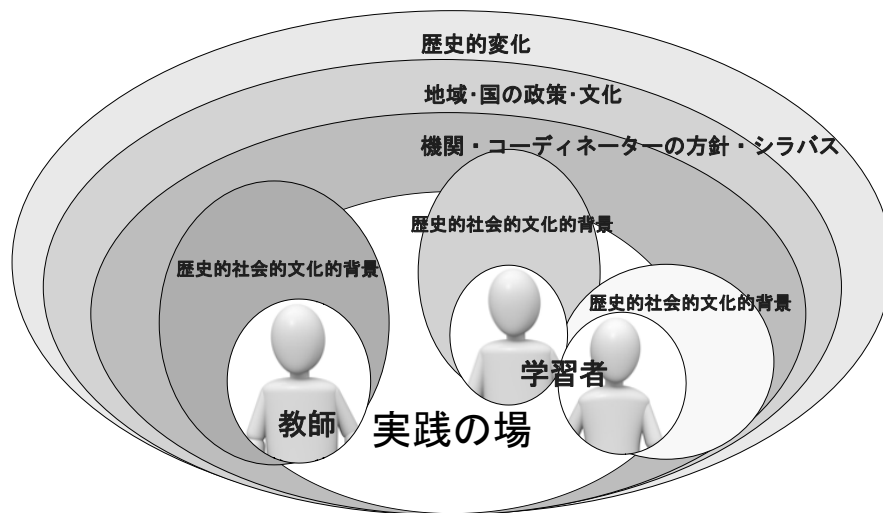 歴史的変化
地域・国の政策・文化
機関・コーディネーターの方針・シラバス
歴史的社会的文化的背景
歴史的社会的文化的背景
歴史的社会的文化的背景
学習者
教師
実践の場